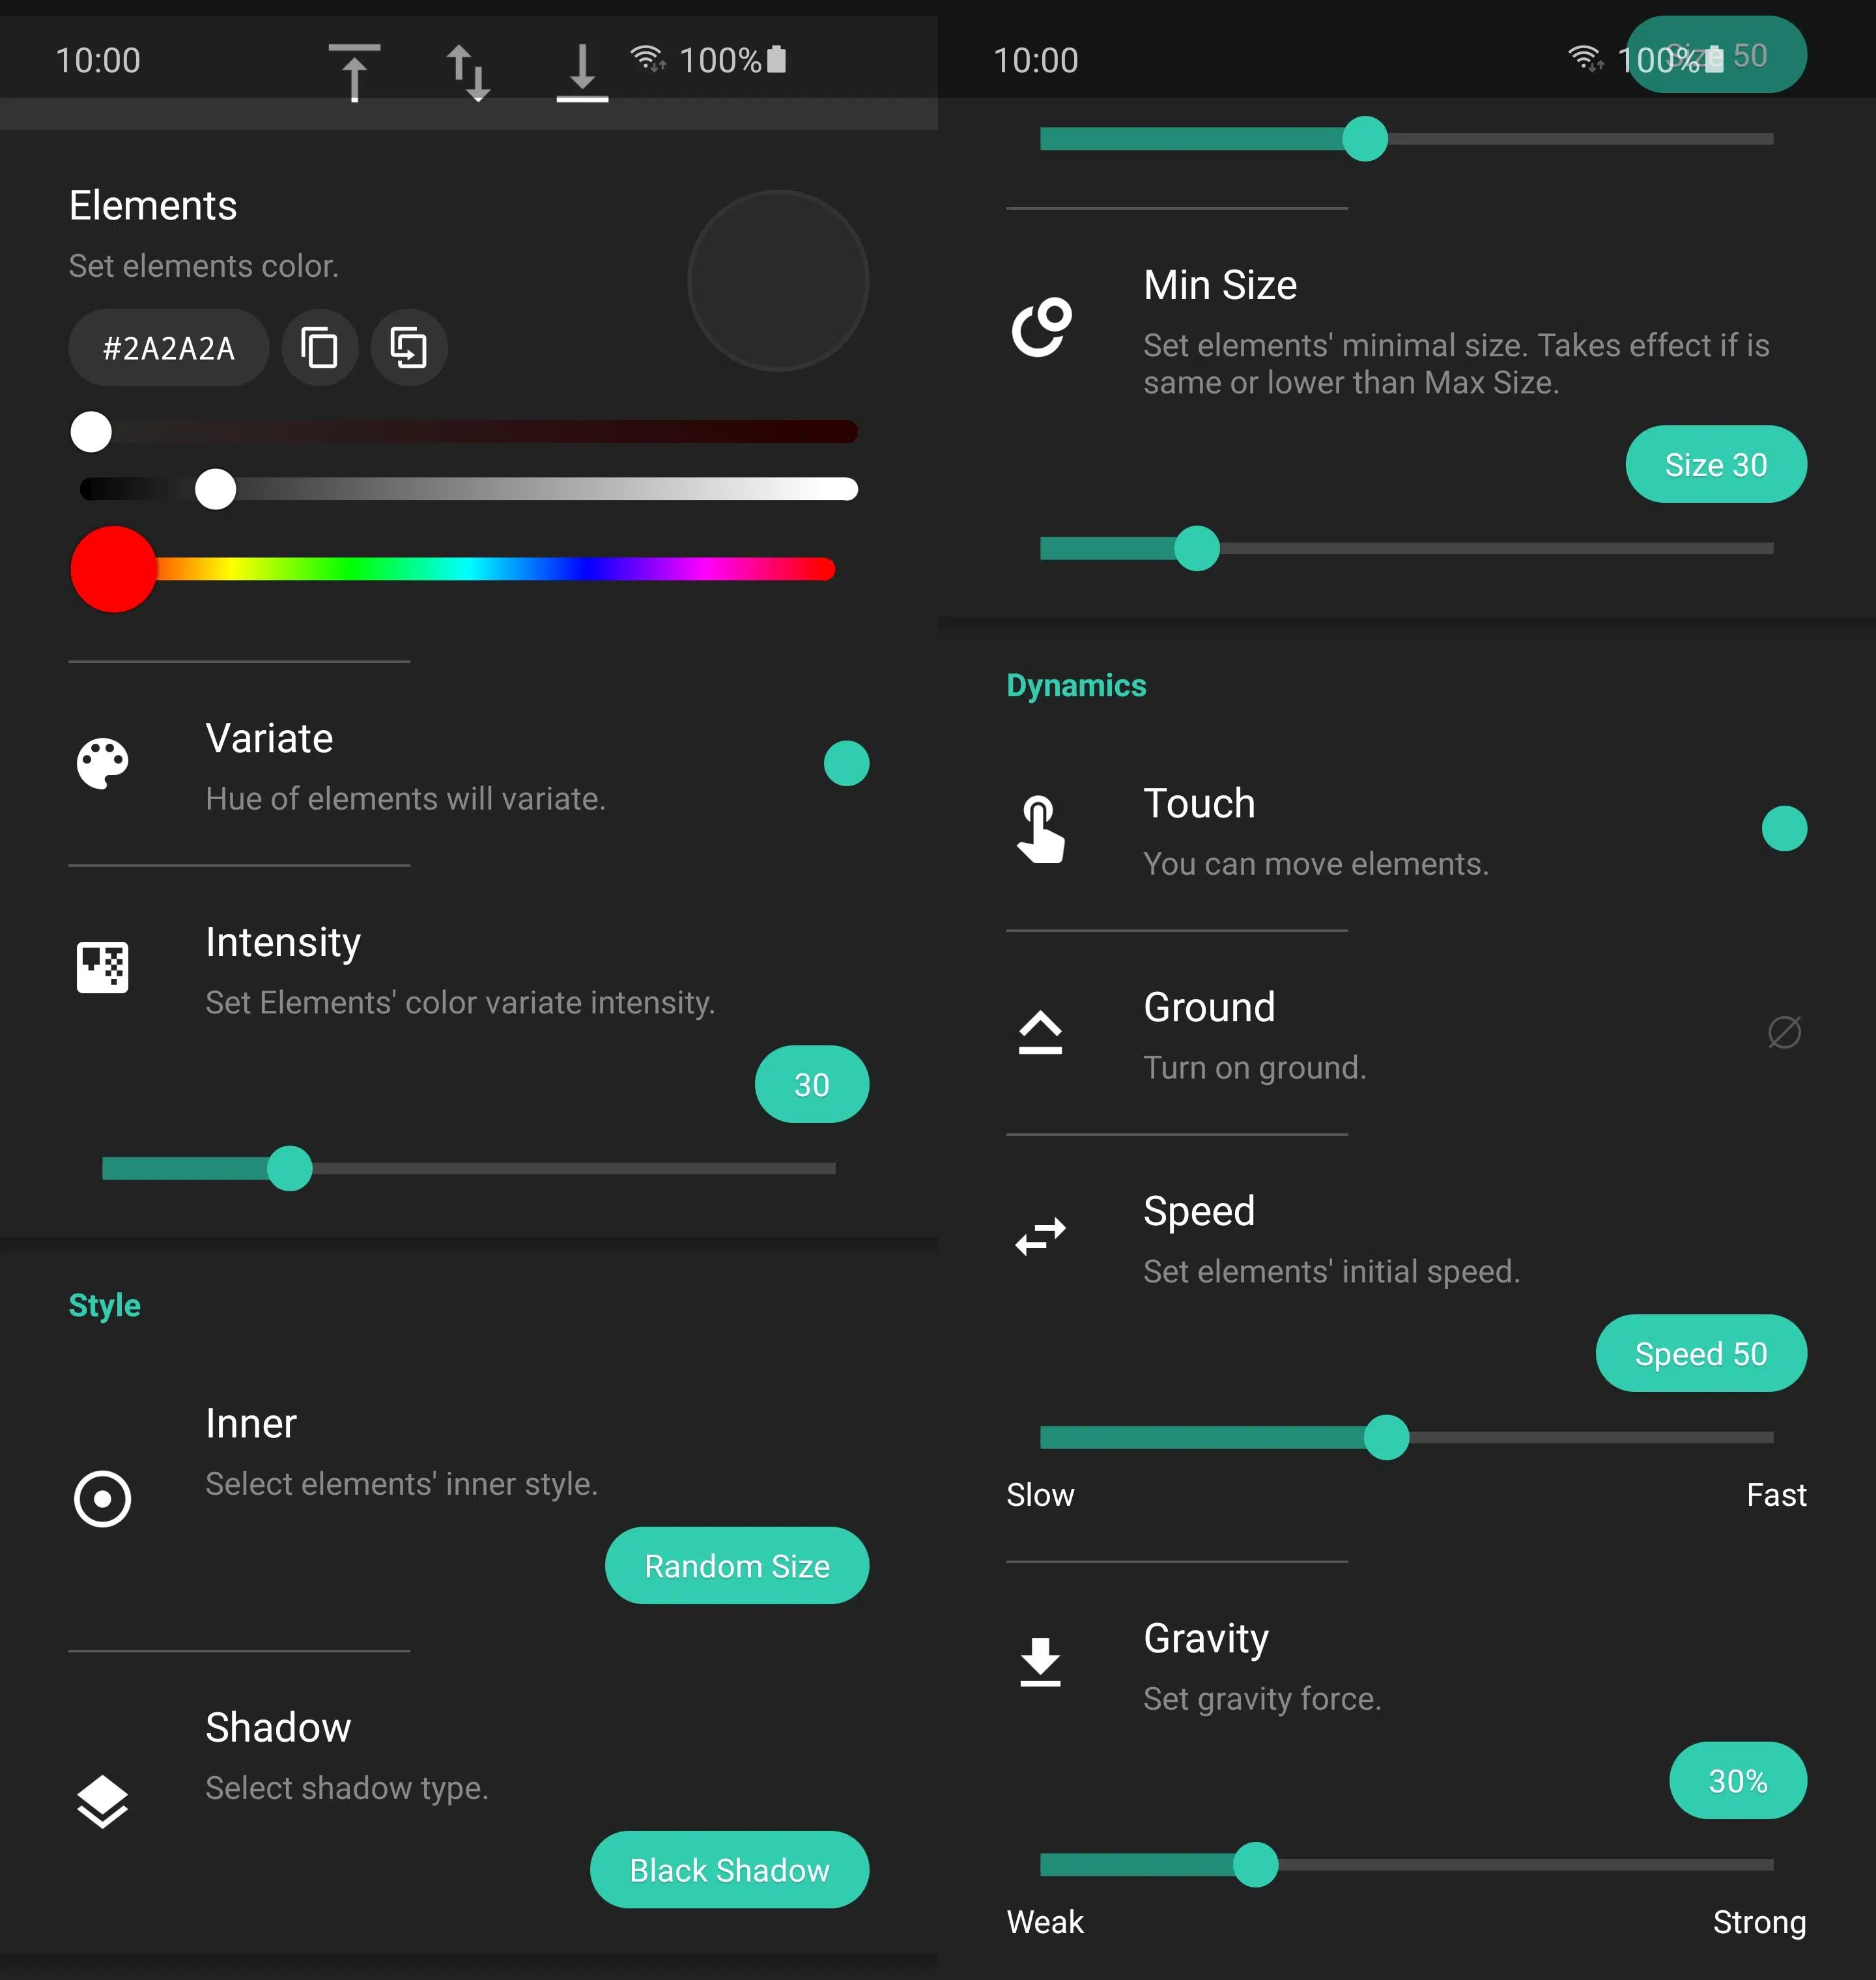 10:00
100%
Elements
Set elements color.
#2A2A2A
Variate
Hue of elements will variate.
Intensity
Set Elements' color variate intensity.
30
Style
Inner
Select elements' inner style.
Random Size
Shadow
Select shadow type.
Black Shadow
10:00
100%
Size 50
Min Size
Set elements' minimal size. Takes effect if is
same or lower than Max Size.
Size 30
Dynamics
Touch
You can move elements.
Ground
Turn on ground.
Speed
Set elements' initial speed.
Speed 50
Slow
Fast
Gravity
Set gravity force.
30%
Weak
Strong